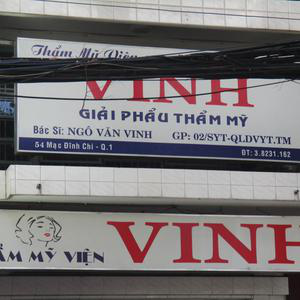 Thẩm Mỹ Viện
VINH
GIẢI PHẨU THẨM MỸ
Bác Sĩ: NGÔ VĂN VINH GP: 02/SYT-QLDVYT.TM
54 Mạc Đĩnh Chi - Q.1 ĐT: 3.8231.162
ẨM MỸ VIỆN
VINH